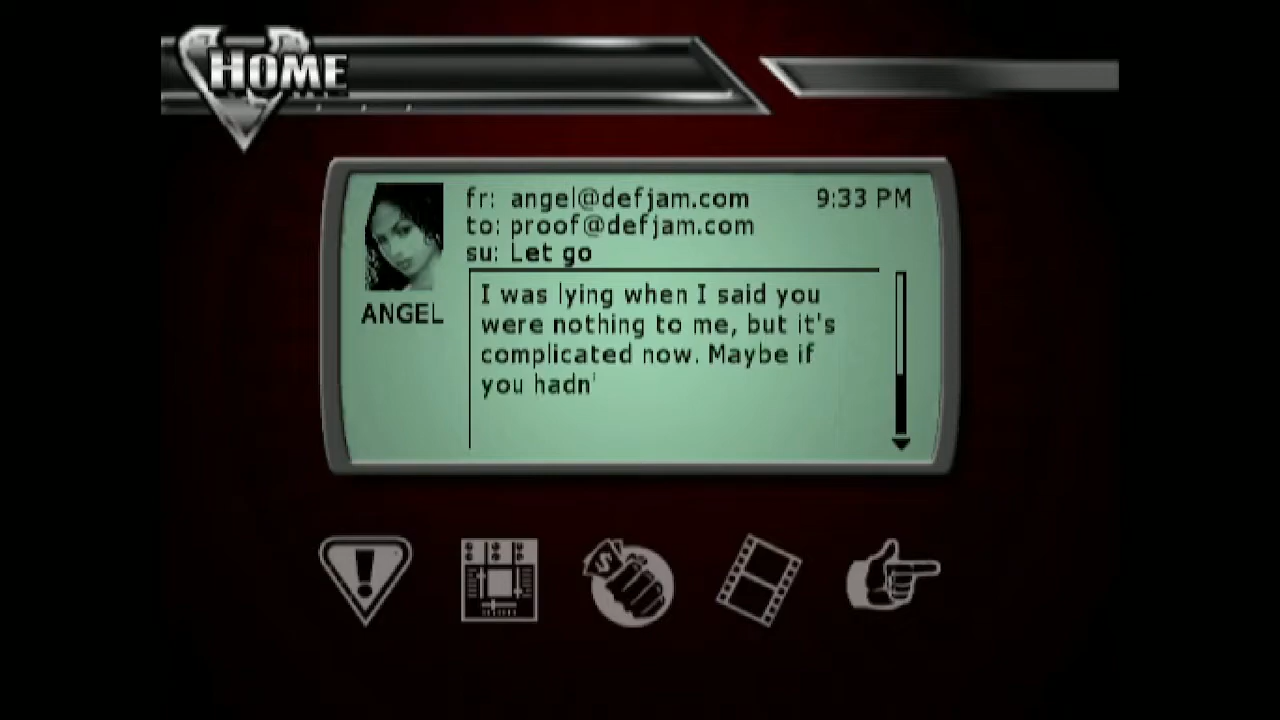 HOME
fr: angel@defjam.com 9:33 PM
to: proof@defjam.com
su: Let go
ANGEL
I was lying when I said you
were nothing to me, but it's
complicated now. Maybe if
you hadn'
$